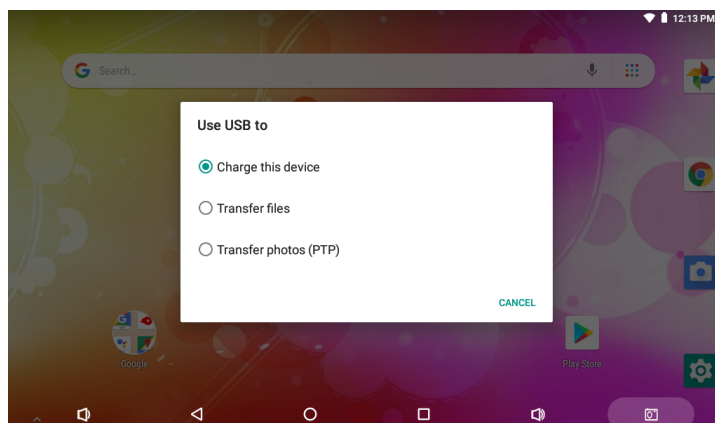 12:13 PM
Search...
Use USB to
Charge this device
Transfer files
Transfer photos (PTP)
CANCEL
Google
Play Store